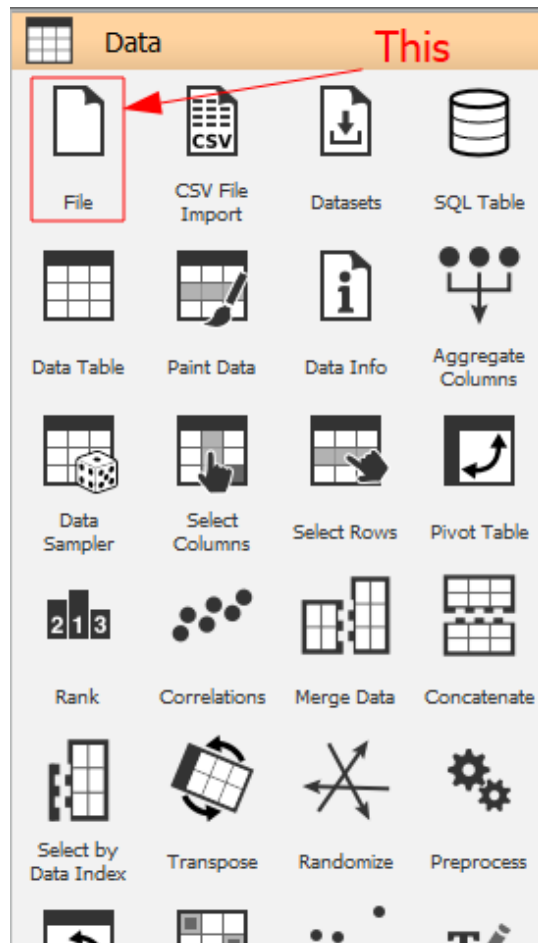 Data
This
CSV
File
CSV File
Import
Datasets
SQL Table
i
Data Table
Paint Data
Data Info
Aggregate
Columns
Data
Sampler
Select
Columns
Select Rows
Pivot Table
2 1 3
Rank
Correlations
Merge Data
Concatenate
Select by
Data Index
Transpose
Randomize
Preprocess
T